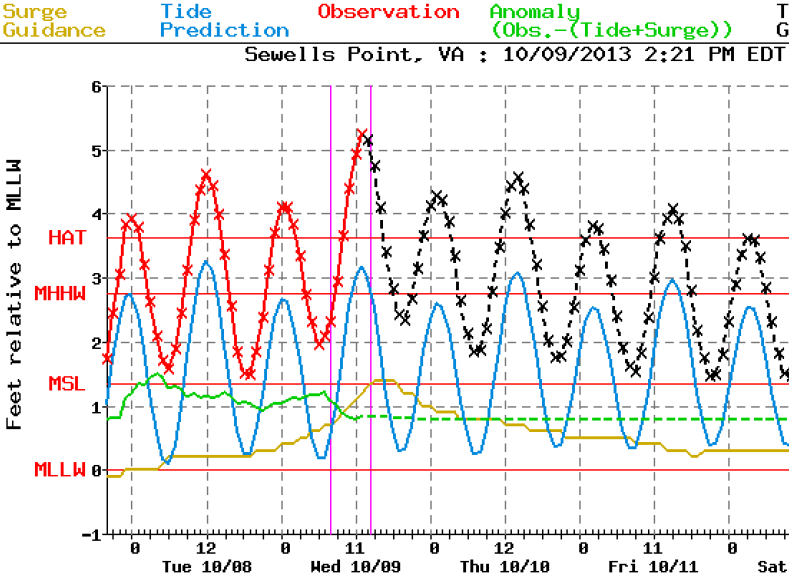 Surge Tide Observation Anomaly T
Guidance Prediction (Obs.-(Tide+Surge)) G
Sewells Point, VA : 10/09/2013 2:21 PM EDT
Feet relative to MLLW
6
5
4
HAT
3
MHHW
2
MSL
1
MLLW 0
-1
0 12 0 11 0 12 0 11 0
Tue 10/08 Wed 10/09 Thu 10/10 Fri 10/11 Sat